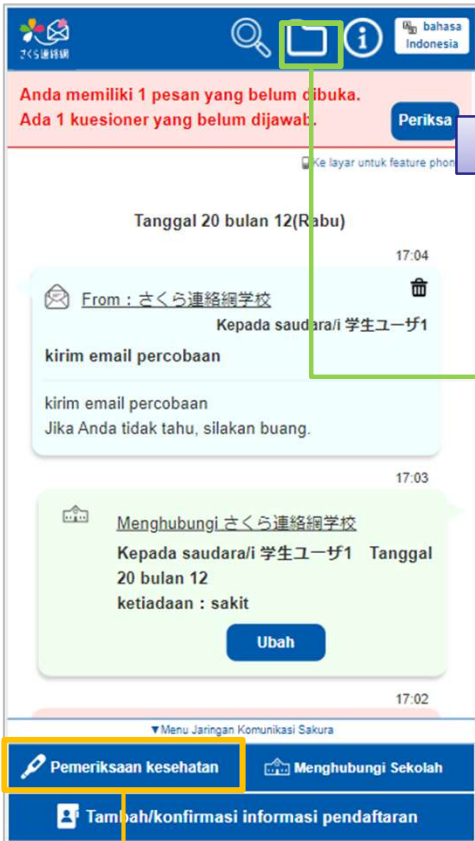 さくら連絡網
bahasa
Indonesia
Anda memiliki 1 pesan yang belum dibuka.
Ada 1 kuesioner yang belum dijawab.
Periksa
Ke layar untuk feature phon
Tanggal 20 bulan 12(Rabu)
17:04
From : さくら連絡網学校
Kepada saudara/i 学生ユーザ1
kirim email percobaan
kirim email percobaan
Jika Anda tidak tahu, silakan buang.
17:03
Menghubungi さくら連絡網学校
Kepada saudara/i 学生ユーザ1 Tanggal
20 bulan 12
ketiadaan : sakit
Ubah
17:02
▼Menu Jaringan Komunikasi Sakura
Pemeriksaan kesehatan
Menghubungi Sekolah
Tambah/konfirmasi informasi pendaftaran